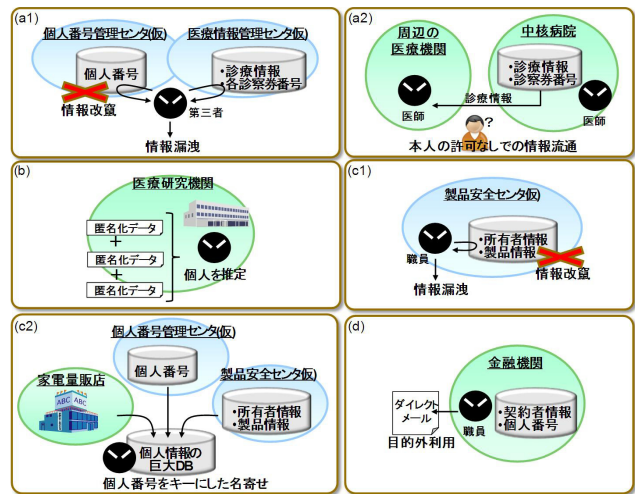 (a1)
個人番号管理センタ(仮)
医療情報管理センタ(仮)
個人番号
・診療情報
各診察券番号
情報改竄
第三者
情報漏洩
(a2)
周辺の
医療機関
中核病院
・診療情報
・診察券番号
診療情報
医師
医師
?
本人の許可なしでの情報流通
(b)
医療研究機関
匿名化データ
+
匿名化データ
+
匿名化データ
個人を推定
(c1)
製品安全センタ(仮)
・所有者情報
・製品情報
職員
情報改竄
情報漏洩
(c2)
個人番号管理センタ(仮)
個人番号
家電量販店
ABC ABC
製品安全センタ(仮)
・所有者情報
・製品情報
個人情報の
巨大DB
個人番号をキーにした名寄せ
(d)
金融機関
ダイレクト
メール
・契約者情報
・個人番号
職員
目的外利用